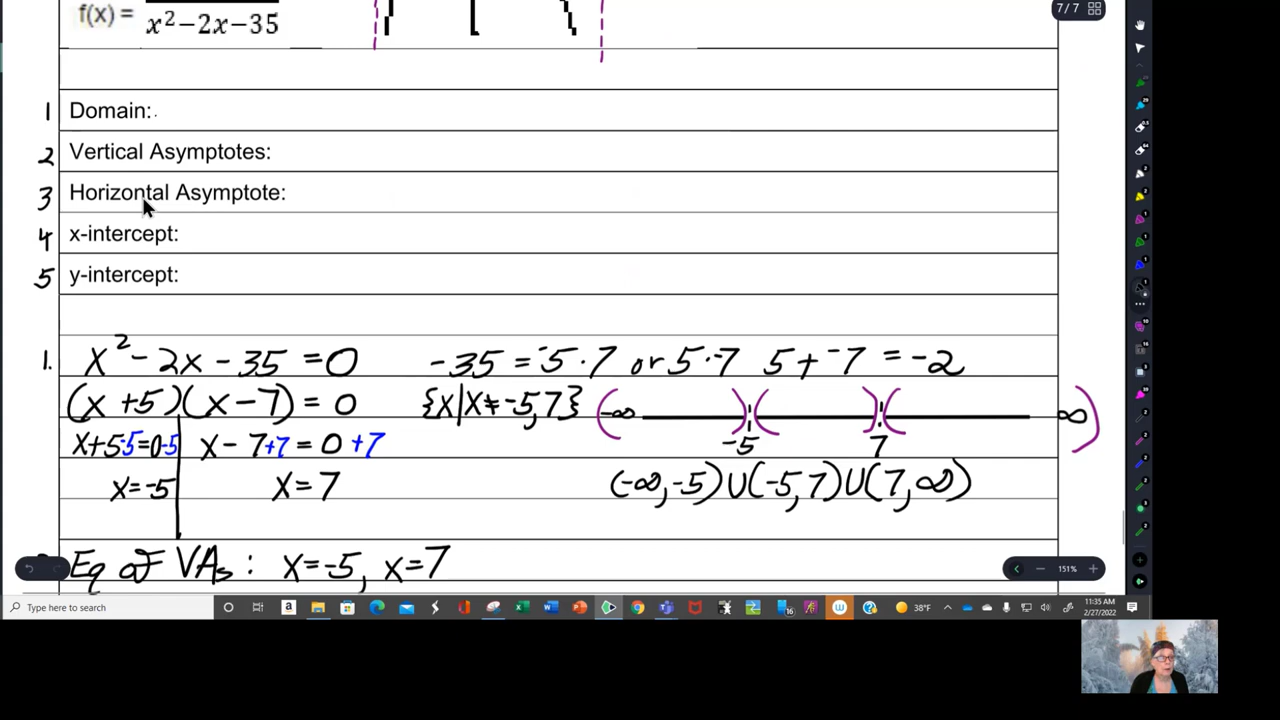 7/7
f(x) =
x²−2x−35
1 Domain:
2 Vertical Asymptotes:
3 Horizontal Asymptote:
4 x-intercept:
5 y-intercept:
1. x² - 2x - 35 = 0 -35 = -5·7 or 5·-7 5 + -7 = -2
(x +5)(x - 7) = 0 {x|x≠-5,7} (-∞ )( )( ∞)
x+5-5=0-5 x - 7+7 = 0 +7 -5 7
x=-5 x = 7 (-∞,-5)∪(-5,7)∪(7,∞)
Eq of VAs : x=-5, x=7
151%
Type here to search
38°F
11:35 AM
2/27/2022